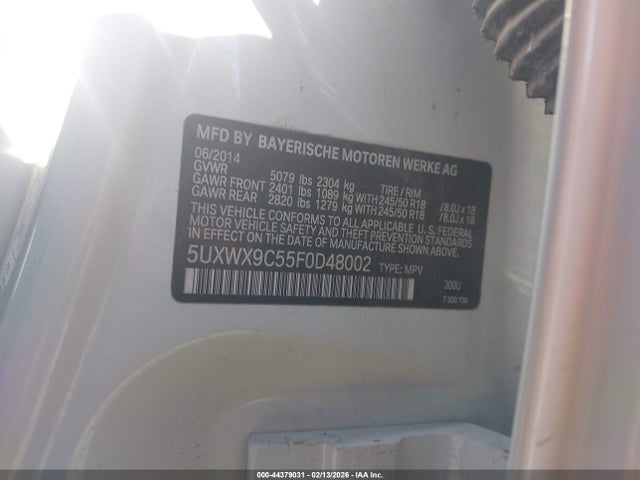 MFD BY BAYERISCHE MOTOREN WERKE AG
06/2014
GVWR 5079 lbs 2304 kg TIRE / RIM
GAWR FRONT 2401 lbs 1089 kg WITH 245/50 R18 /8.0J x 18
GAWR REAR 2820 lbs 1279 kg WITH 245/50 R18 /8.0J x 18
THIS VEHICLE CONFORMS TO ALL APPLICABLE U. S. FEDERAL
MOTOR VEHICLE SAFETY AND THEFT PREVENTION STANDARDS
IN EFFECT ON THE DATE OF MANUFACTURE SHOWN ABOVE.
5UXWX9C55F0D48002 TYPE: MPV
300U
7 320 730
000-44379031 02/13/2026 IAA Inc.